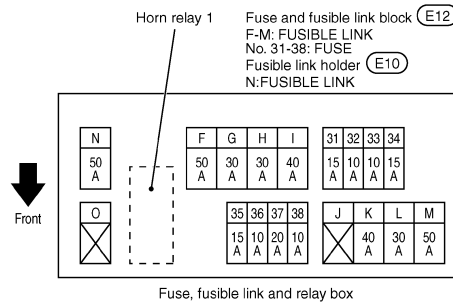 Horn relay 1
Fuse and fusible link block E12
F-M: FUSIBLE LINK
No. 31-38: FUSE
Fusible link holder E10
N:FUSIBLE LINK
N F G H I 31 32 33 34
50 A 50 A 30 A 30 A 40 A 15 A 10 A 10 A 15 A
Front
O 35 36 37 38 J K L M
15 A 10 A 20 A 10 A 40 A 30 A 50 A
Fuse, fusible link and relay box